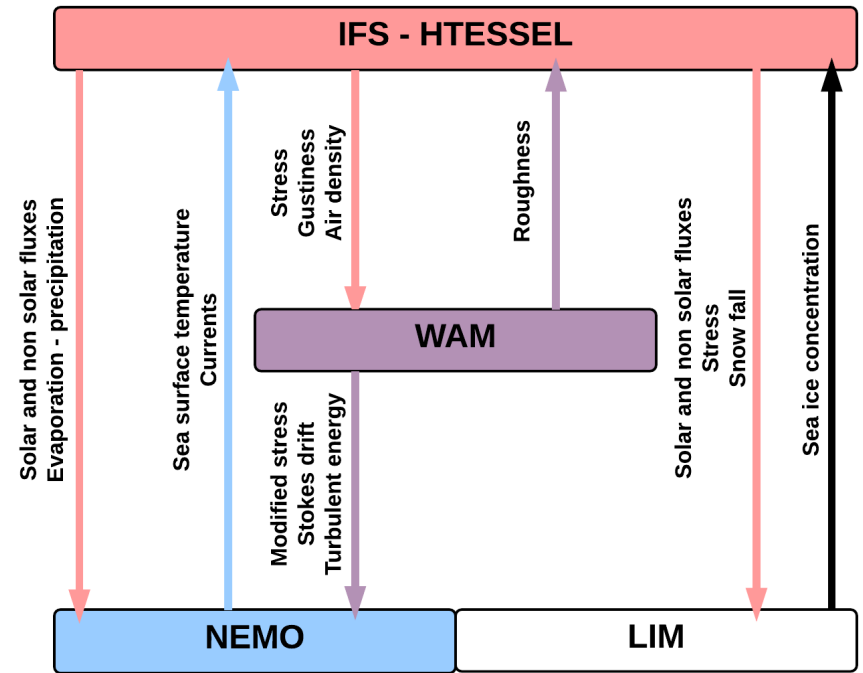 IFS - HTESSEL
Solar and non solar fluxes
Evaporation - precipitation
Sea surface temperature
Currents
Stress
Gustiness
Air density
Roughness
Solar and non solar fluxes
Stress
Snow fall
Sea ice concentration
WAM
Modified stress
Stokes drift
Turbulent energy
NEMO
LIM